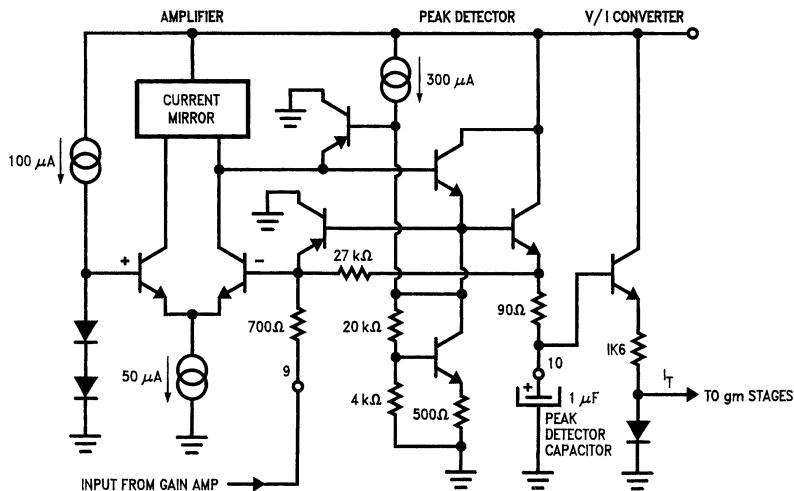 AMPLIFIER
PEAK DETECTOR
V/I CONVERTER
CURRENT
MIRROR
300 μA
100 μA
+
−
27 kΩ
700Ω
20 kΩ
90Ω
1K6
50 μA
9
10
I_T
TO gm STAGES
4 kΩ
500Ω
+
1 μF
PEAK
DETECTOR
CAPACITOR
INPUT FROM GAIN AMP